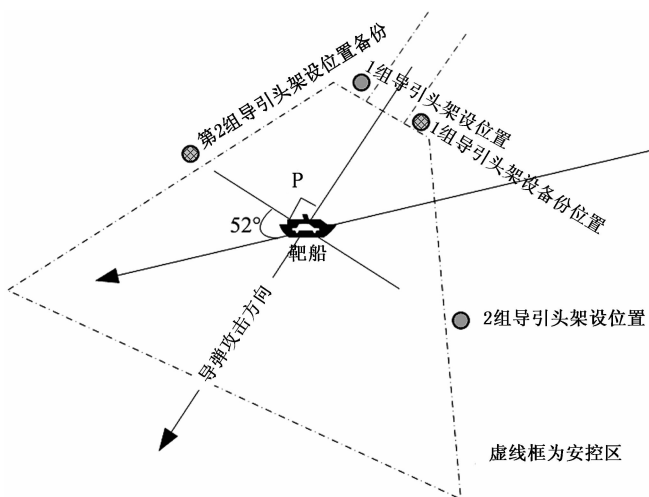 第2组导引头架设位置备份
1组导引头架设位置
1组导引头架设备份位置
P
52°
靶船
导弹攻击方向
2组导引头架设位置
虚线框为安控区